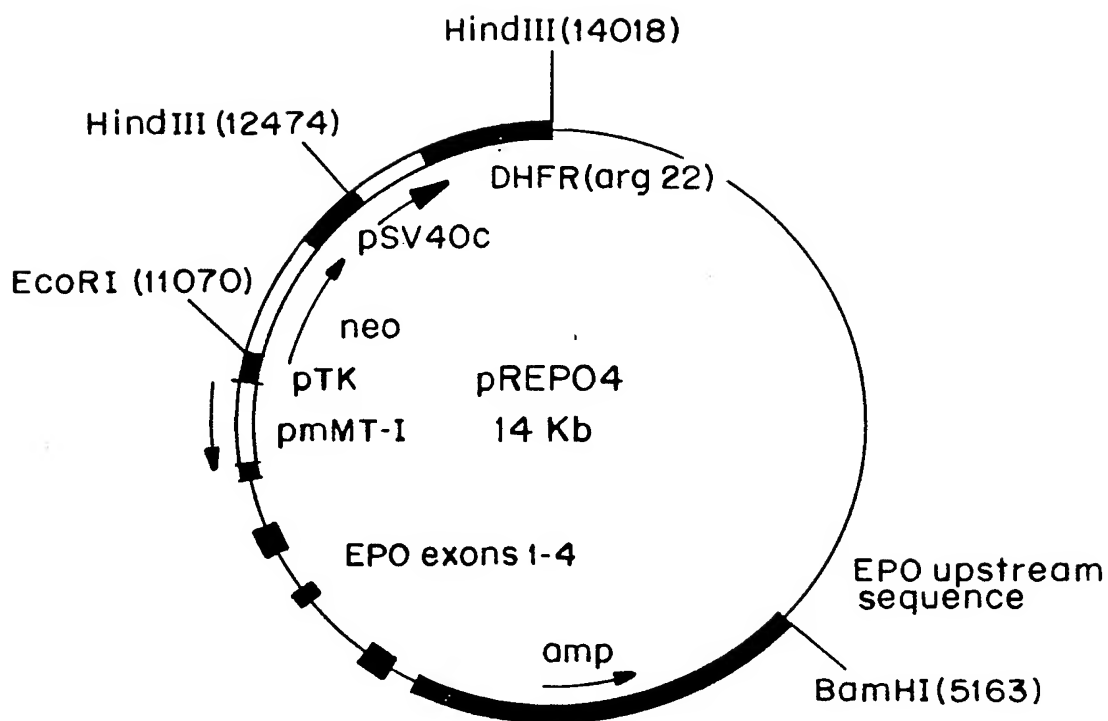 HindIII (14018)
HindIII (12474)
DHFR (arg 22)
pSV40c
EcoRI (11070)
neo
pTK
pREPO4
pmMT-I
14 Kb
EPO exons 1-4
EPO upstream
sequence
amp
BamHI (5163)